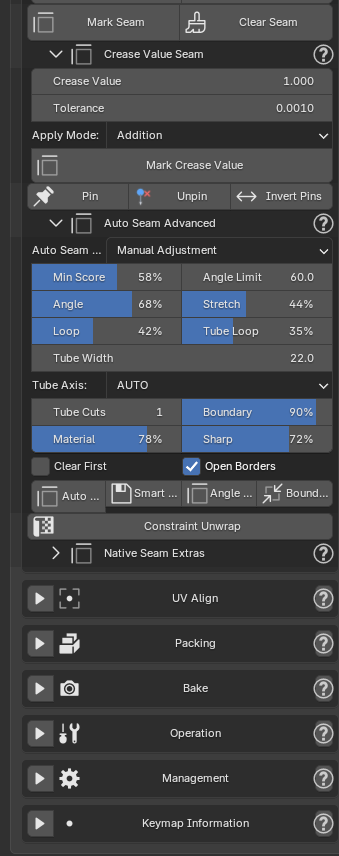 Mark Seam Clear Seam
Crease Value Seam
Crease Value 1.000
Tolerance 0.0010
Apply Mode: Addition
Mark Crease Value
Pin Unpin Invert Pins
Auto Seam Advanced
Auto Seam ... Manual Adjustment
Min Score 58% Angle Limit 60.0
Angle 68% Stretch 44%
Loop 42% Tube Loop 35%
Tube Width 22.0
Tube Axis: AUTO
Tube Cuts 1 Boundary 90%
Material 78% Sharp 72%
Clear First Open Borders
Auto ... Smart ... Angle ... Bound...
Constraint Unwrap
Native Seam Extras
UV Align
Packing
Bake
Operation
Management
Keymap Information